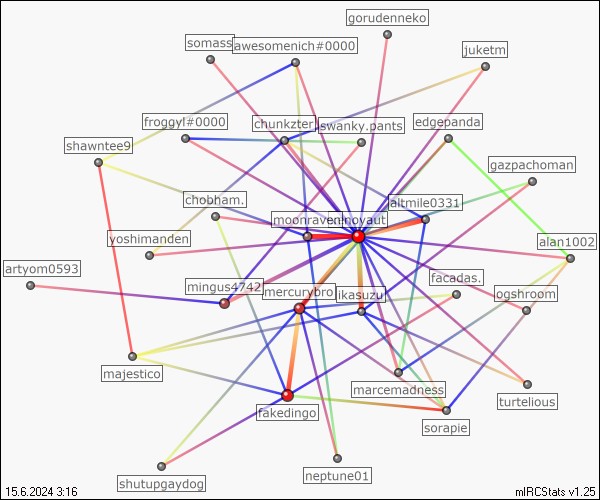 gorudenneko
somass
awesomenich#0000
juketm
froggyl#0000
chunkzter
swanky.pants
edgepanda
shawntee9
gazpachoman
chobham.
altmile0331
moonraven
yoshimanden
alan1002
artyom0593
mingus4742
mercurybro
ikasuzu
facadas.
ogshroom
majestico
marcemadness
turtelious
fakedingo
sorapie
shutupgaydog
neptune01
15.6.2024 3:16
mIRCStats v1.25